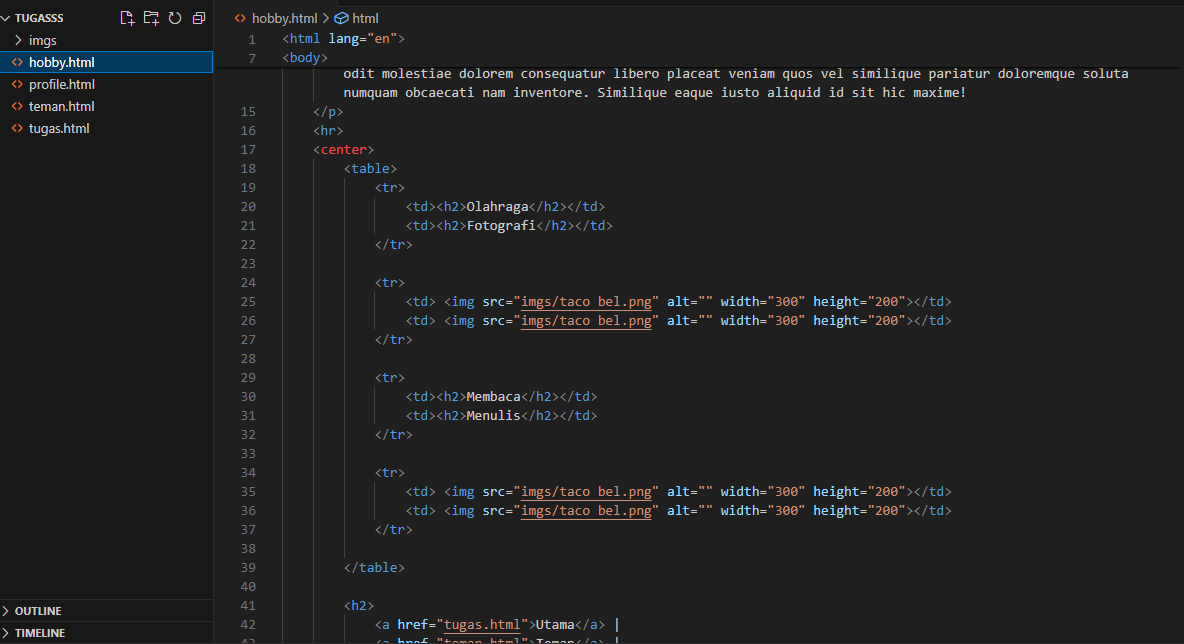 TUGASSS
imgs
hobby.html
profile.html
teman.html
tugas.html
OUTLINE
TIMELINE
hobby.html > html
1 <html lang="en">
7 <body>
odit molestiae dolorem consequatur libero placeat veniam quos vel similique pariatur doloremque soluta
numquam obcaecati nam inventore. Similique eaque iusto aliquid id sit hic maxime!
15 </p>
16 <hr>
17 <center>
18 <table>
19 <tr>
20 <td><h2>Olahraga</h2></td>
21 <td><h2>Fotografi</h2></td>
22 </tr>
23
24 <tr>
25 <td> <img src="imgs/taco bel.png" alt="" width="300" height="200"></td>
26 <td> <img src="imgs/taco bel.png" alt="" width="300" height="200"></td>
27 </tr>
28
29 <tr>
30 <td><h2>Membaca</h2></td>
31 <td><h2>Menulis</h2></td>
32 </tr>
33
34 <tr>
35 <td> <img src="imgs/taco bel.png" alt="" width="300" height="200"></td>
36 <td> <img src="imgs/taco bel.png" alt="" width="300" height="200"></td>
37 </tr>
38
39 </table>
40
41 <h2>
42 <a href="tugas.html">Utama</a> |
43 <a href="teman.html">Teman</a> |